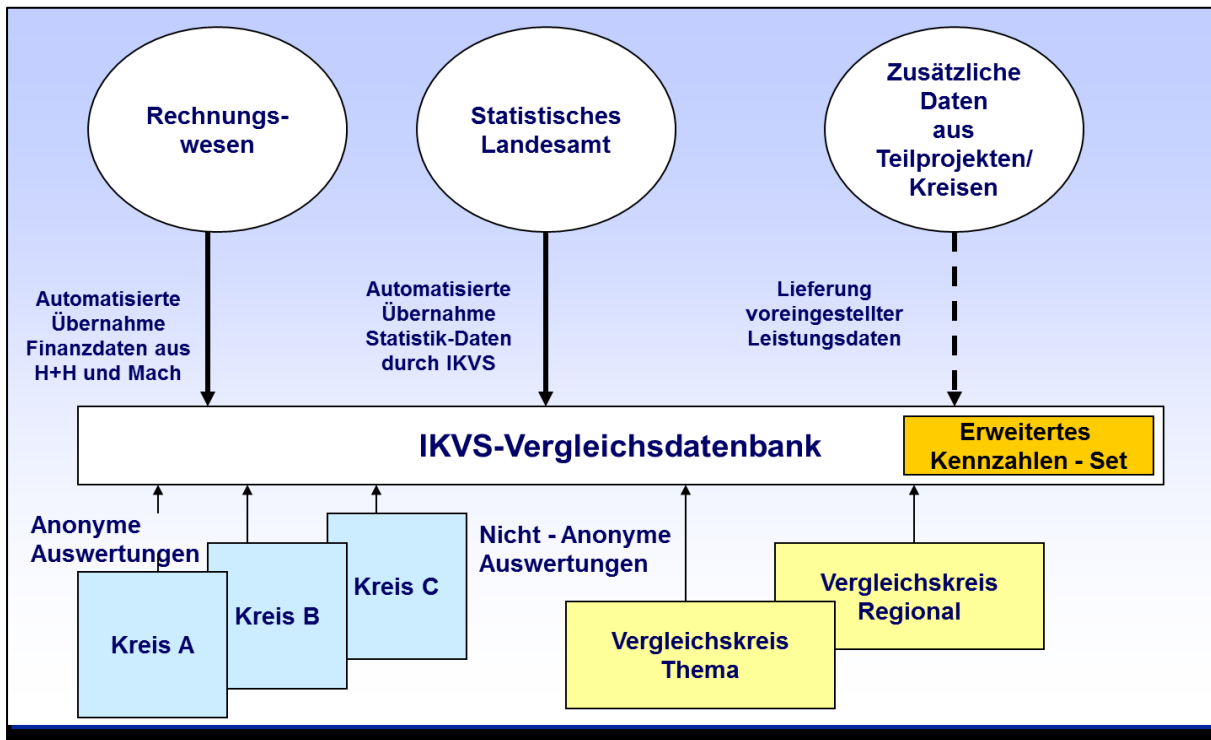 Rechnungs-
wesen
Statistisches
Landesamt
Zusätzliche
Daten
aus
Teilprojekten/
Kreisen
Automatisierte
Übernahme
Finanzdaten aus
H+H und Mach
Automatisierte
Übernahme
Statistik-Daten
durch IKVS
Lieferung
voreingestellter
Leistungsdaten
IKVS-Vergleichsdatenbank
Erweitertes
Kennzahlen - Set
Anonyme
Auswertungen
Kreis A
Kreis B
Kreis C
Nicht - Anonyme
Auswertungen
Vergleichskreis
Thema
Vergleichskreis
Regional